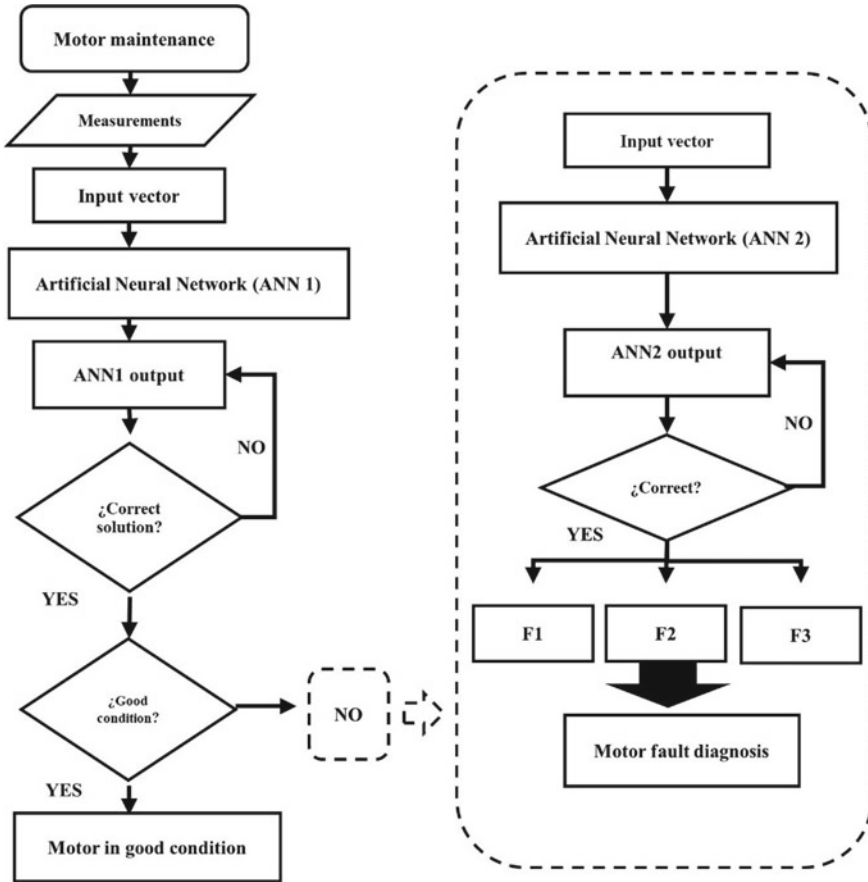 Motor maintenance
Measurements
Input vector
Artificial Neural Network (ANN 1)
ANN1 output
NO
¿Correct
solution?
YES
¿Good
condition?
NO
YES
Motor in good condition
Input vector
Artificial Neural Network (ANN 2)
ANN2 output
NO
¿Correct?
YES
F1
F2
F3
Motor fault diagnosis